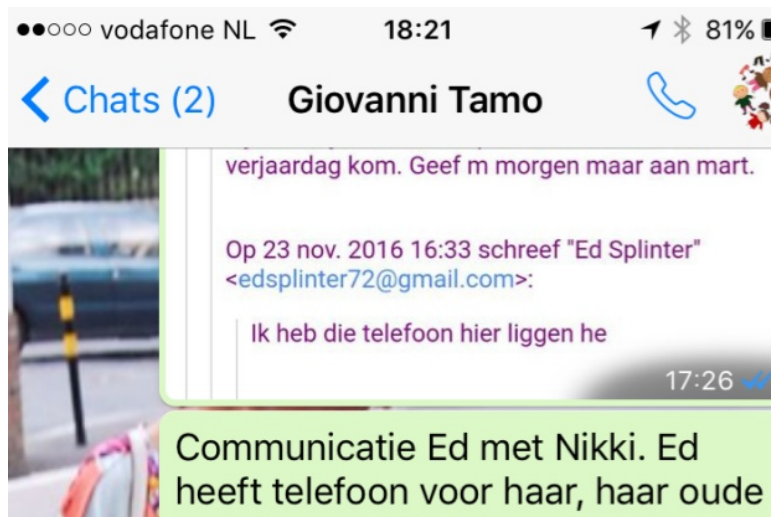 vodafone NL 18:21 81%
Chats (2) Giovanni Tamo
verjaardag kom. Geef m morgen maar aan mart.
Op 23 nov. 2016 16:33 schreef "Ed Splinter"
<edsplinter72@gmail.com>:
Ik heb die telefoon hier liggen he
17:26
Communicatie Ed met Nikki. Ed
heeft telefoon voor haar, haar oude